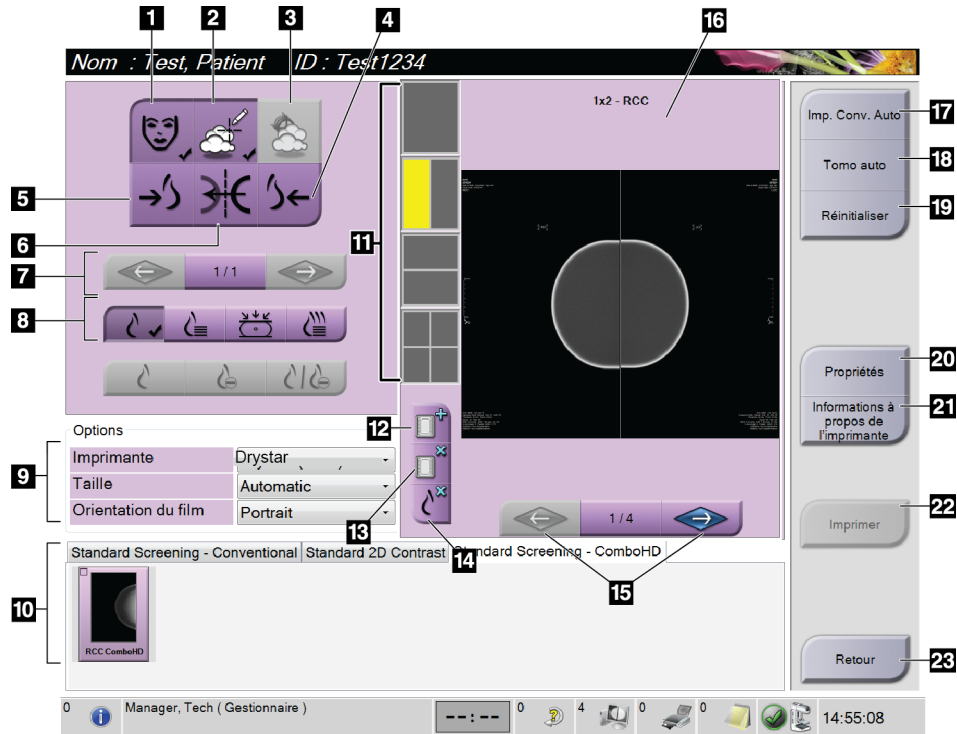 1
2
3
4
16
Nom : Test, Patient ID : Test1234
1x2 - RCC
Imp. Conv. Auto
17
Tomo auto
18
5
Réinitialiser
19
6
11
7
1/1
8
Propriétés
20
Informations à
propos de
l'imprimante
21
12
Options
9
Imprimante
Drystar
Taille
Automatic
Orientation du film
Portrait
13
14
1/4
Imprimer
22
15
Standard Screening - Conventional
Standard 2D Contrast
Standard Screening - ComboHD
10
RCC ComboHD
Retour
23
0
Manager, Tech ( Gestionnaire )
--:--
0
4
0
0
14:55:08